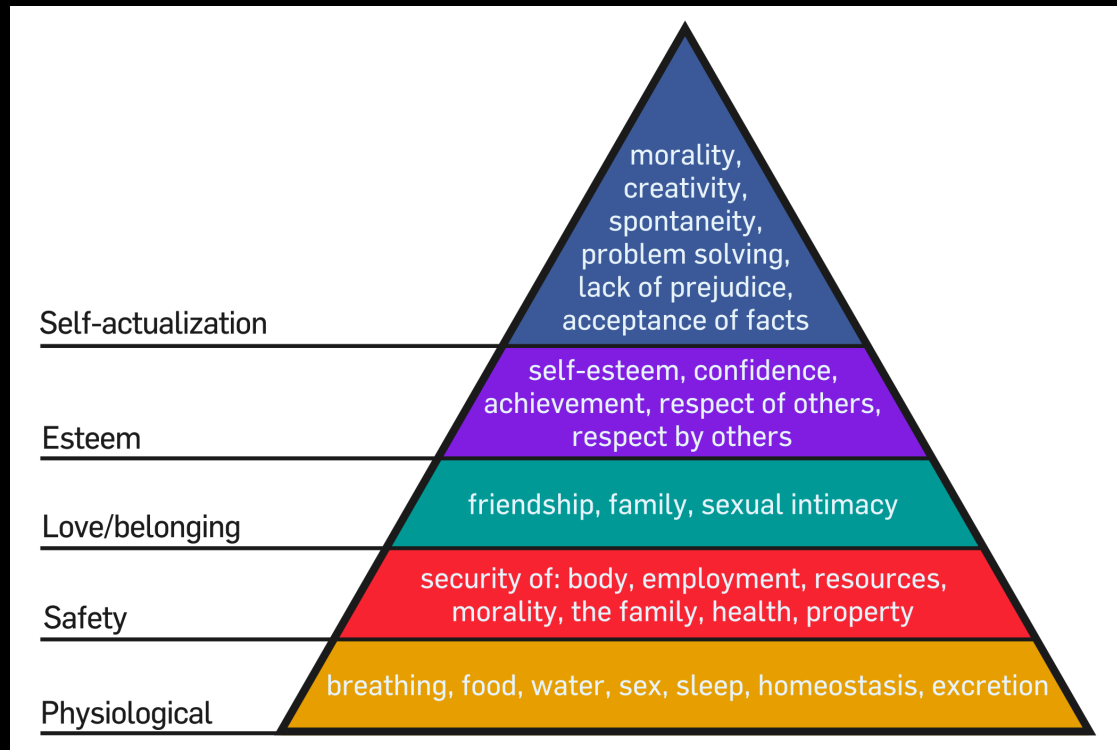 morality,
creativity,
spontaneity,
problem solving,
lack of prejudice,
acceptance of facts
Self-actualization
self-esteem, confidence,
achievement, respect of others,
respect by others
Esteem
friendship, family, sexual intimacy
Love/belonging
security of: body, employment, resources,
morality, the family, health, property
Safety
breathing, food, water, sex, sleep, homeostasis, excretion
Physiological